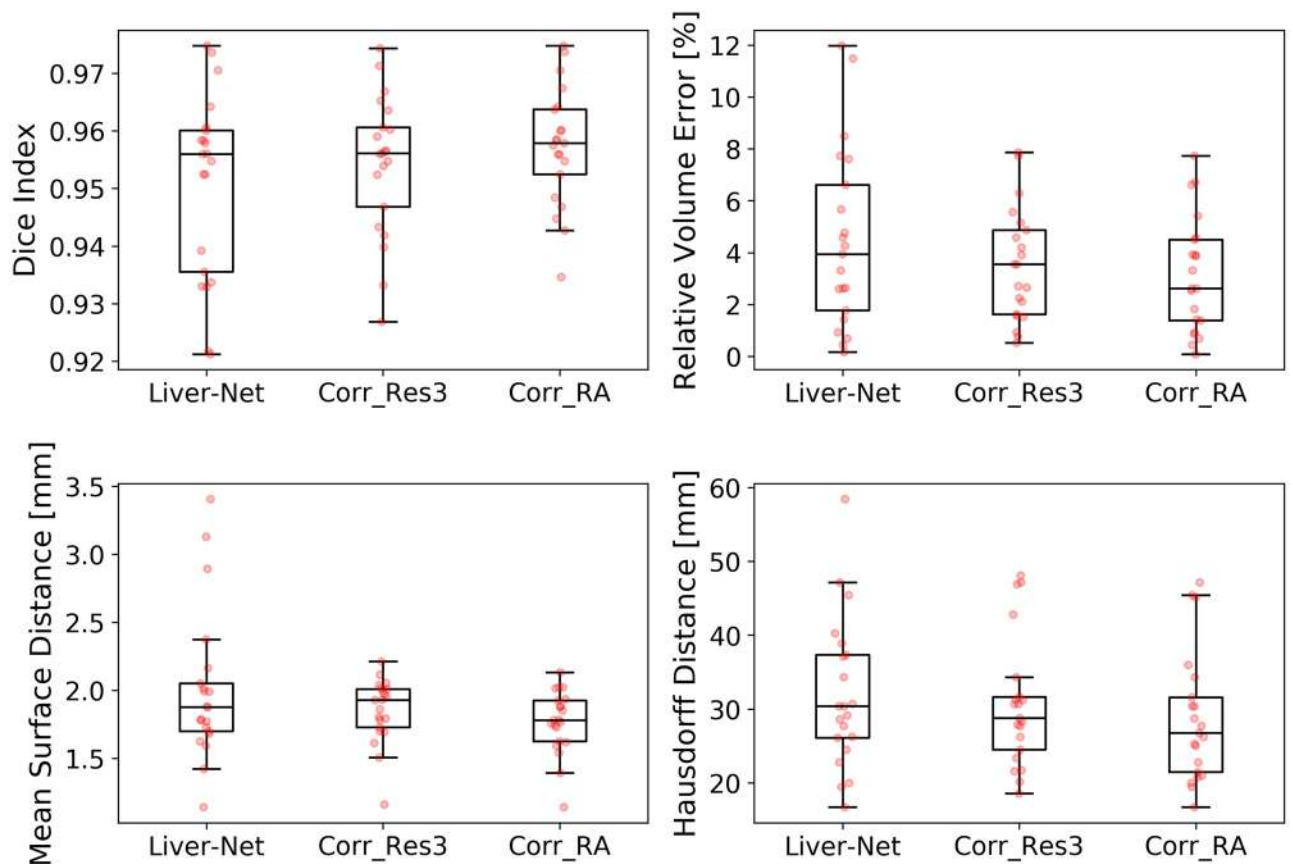 Dice Index
0.97
0.96
0.95
0.94
0.93
0.92
Liver-Net Corr_Res3 Corr_RA
Relative Volume Error [%]
12
10
8
6
4
2
0
Liver-Net Corr_Res3 Corr_RA
Mean Surface Distance [mm]
3.5
3.0
2.5
2.0
1.5
Liver-Net Corr_Res3 Corr_RA
Hausdorff Distance [mm]
60
50
40
30
20
Liver-Net Corr_Res3 Corr_RA